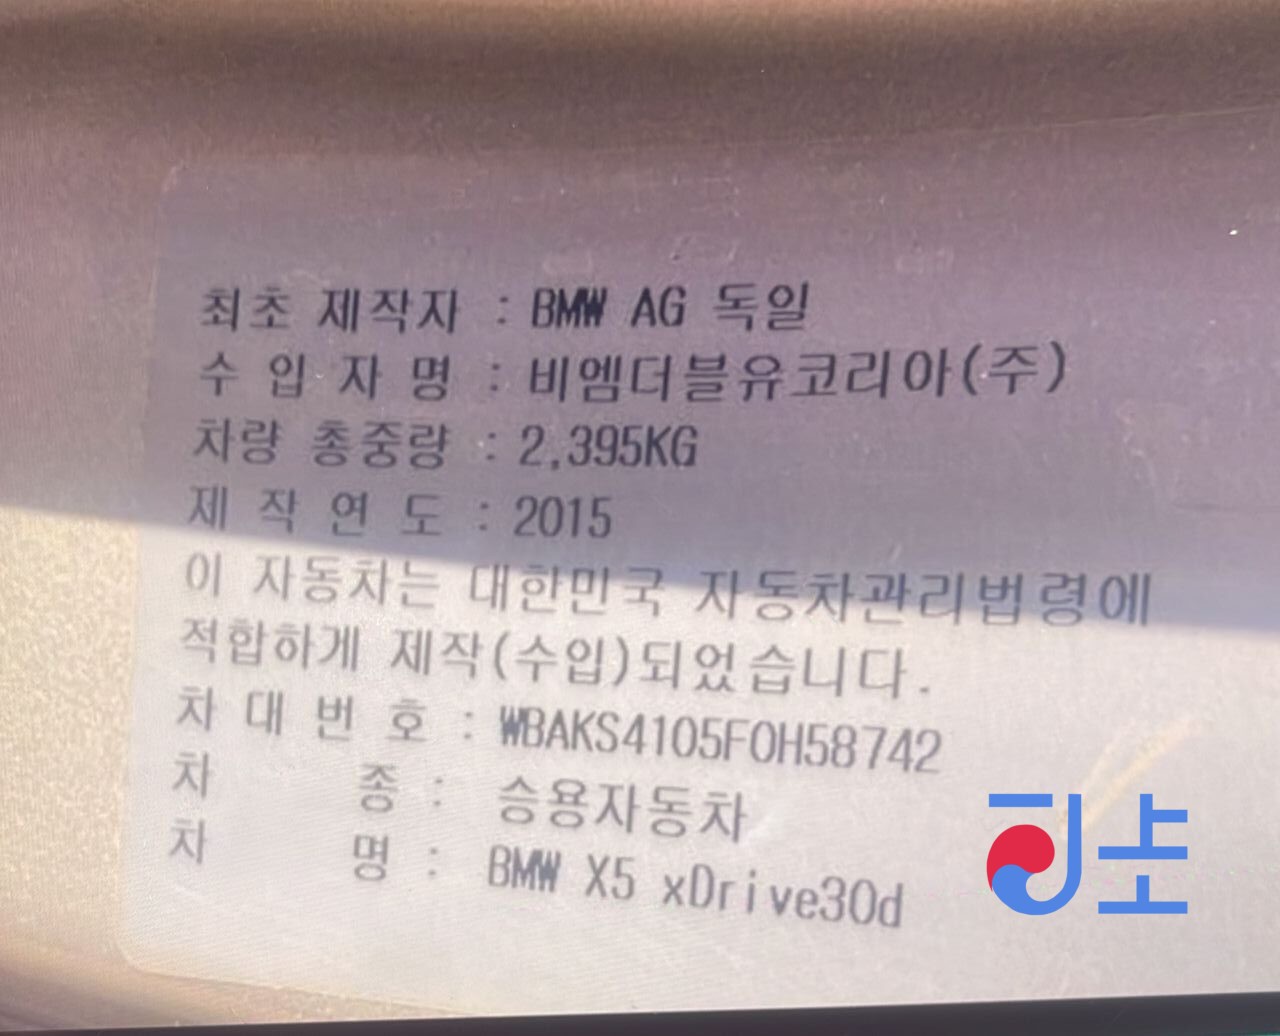 최초 제작자 : BMW AG 독일
수 입 자 명 : 비엠더블유코리아(주)
차량 총중량 : 2,395KG
제 작 연 도 : 2015
이 자동차는 대한민국 자동차관리법령에
적합하게 제작(수입)되었습니다.
차 대 번 호 : WBAKS4105F0H58742
차 종 : 승용자동차
차 명 : BMW X5 xDrive30d